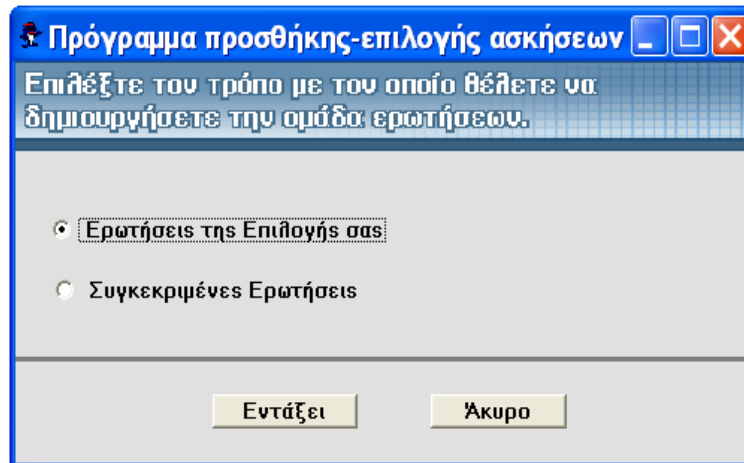 Πρόγραμμα προσθήκης-επιλογής ασκήσεων
Επιλέξτε τον τρόπο με τον οποίο θέλετε να
δημιουργήσετε την ομάδα ερωτήσεων.
Ερωτήσεις της Επιλογής σας
Συγκεκριμένες Ερωτήσεις
Εντάξει
Άκυρο